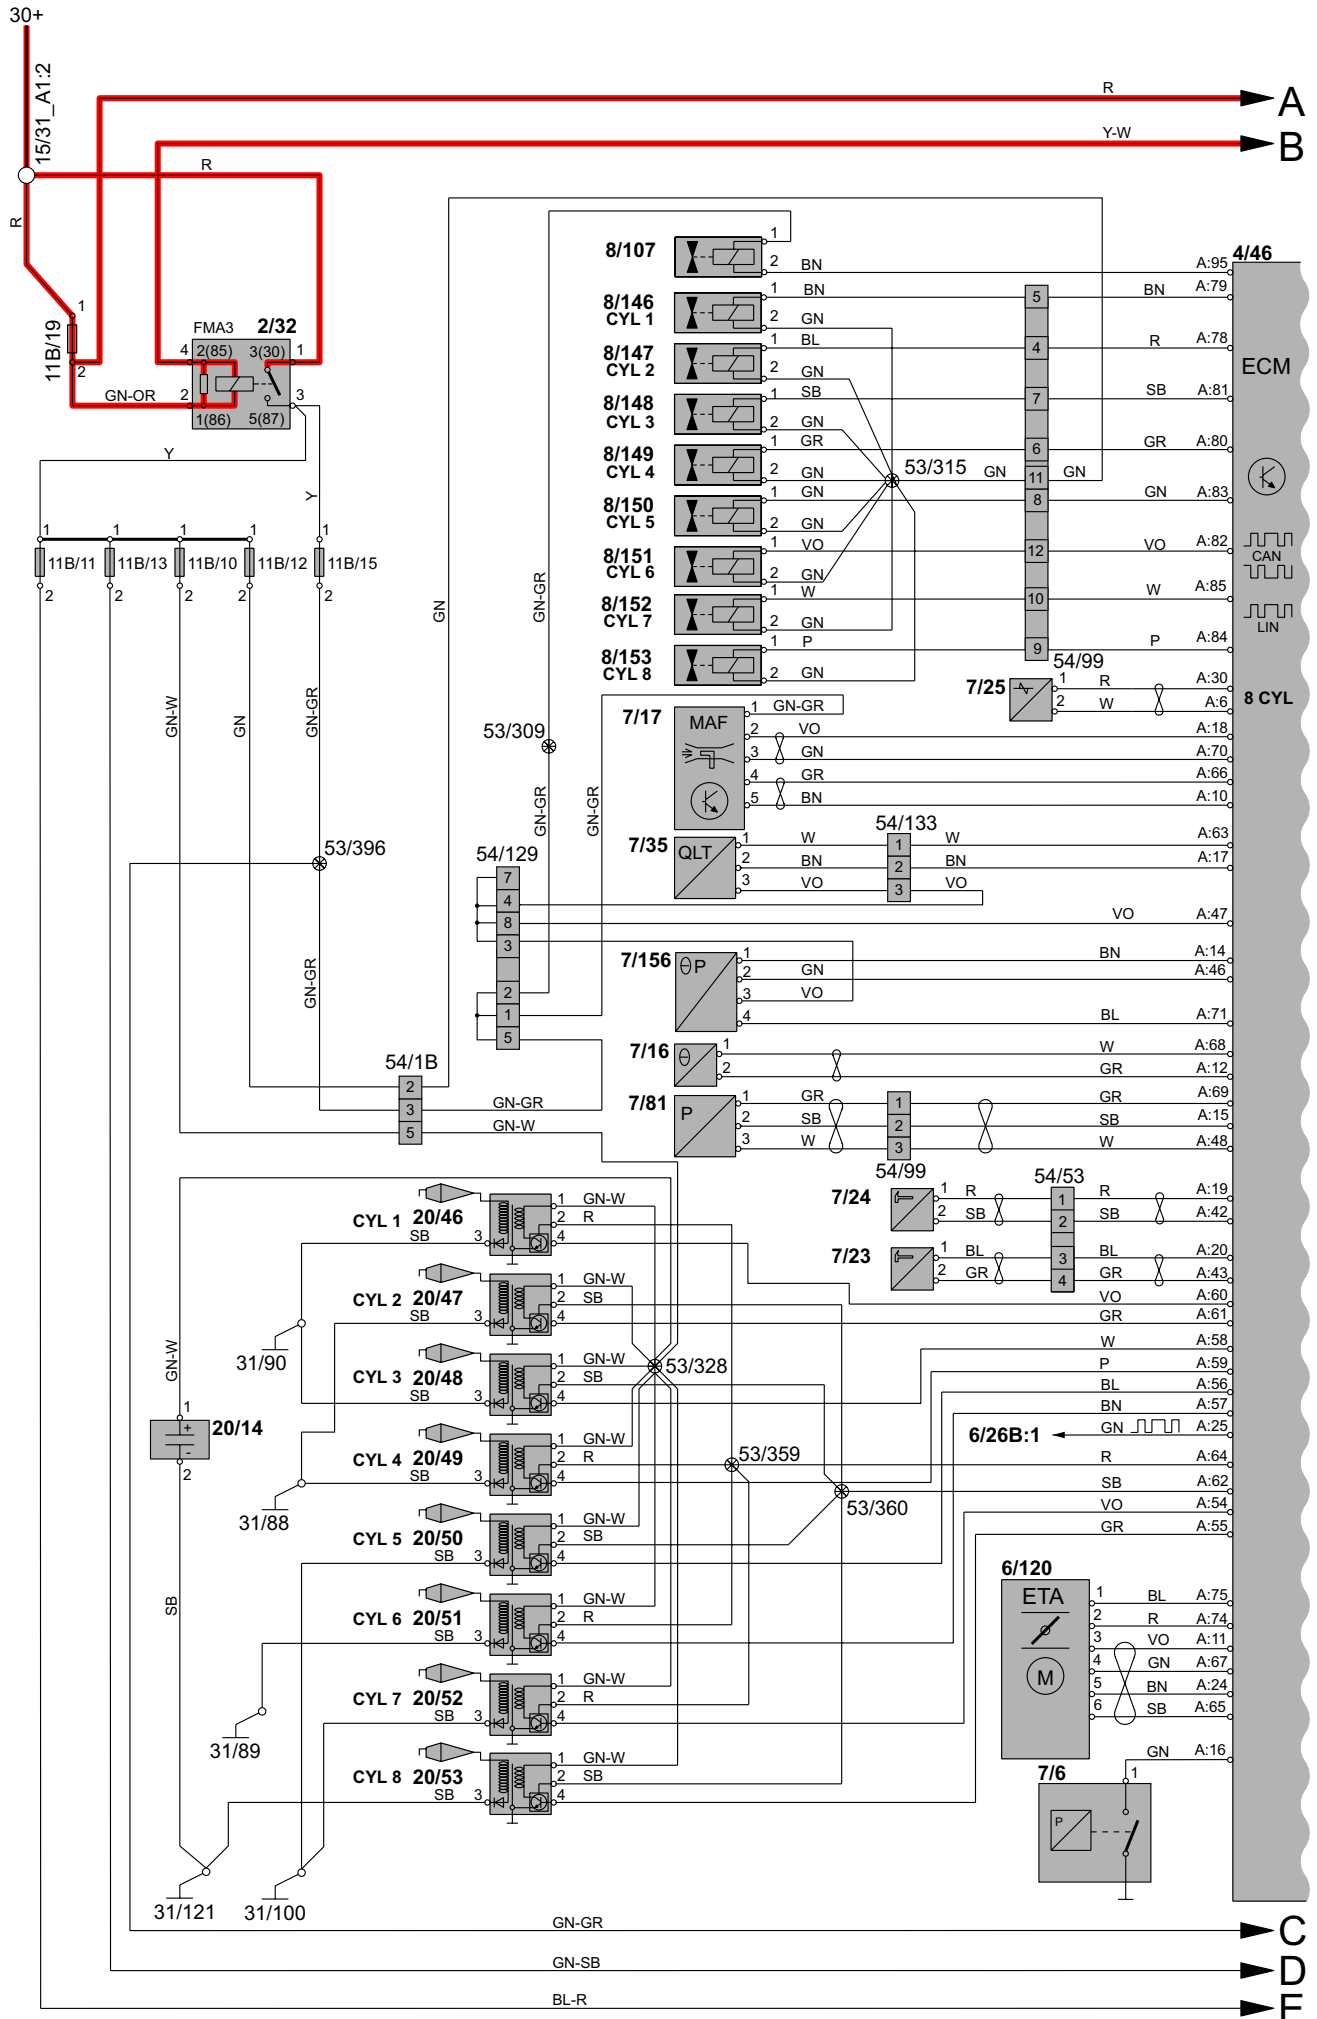 30+
15/31_A1:2
R
A
Y-W
B
R
R
1
11B/19
2
GN-OR
FMA3 2/32
4 2(85) 3(30) 1
2 1(86) 5(87) 3
Y
Y
1 1 1 1 1
11B/11 11B/13 11B/10 11B/12 11B/15
2 2 2 2 2
GN-W
GN
GN-GR
GN
GN-GR
8/107 1
2 BN A:95
4/46
8/146 CYL 1 1 BN 5 BN A:79
2 GN
8/147 CYL 2 1 BL 4 R A:78
2 GN
ECM
8/148 CYL 3 1 SB 7 SB A:81
2 GN
8/149 CYL 4 1 GR 6 GR A:80
2 GN 53/315 GN 11 GN
8/150 CYL 5 1 GN 8 GN A:83
2 GN
8/151 CYL 6 1 VO 12 VO A:82
2 GN
CAN
8/152 CYL 7 1 W 10 W A:85
2 GN
LIN
8/153 CYL 8 1 P 9 P A:84
2 GN
54/99
7/25 1 R A:30
2 W A:6
8 CYL
7/17 MAF 1 GN-GR
2 VO A:18
3 GN A:70
4 GR A:66
5 BN A:10
53/309
GN-GR
GN-GR
54/133
7/35 QLT 1 W 1 W A:63
2 BN 2 BN A:17
3 VO 3 VO
53/396
54/129
7
4
8 VO A:47
3
2
1
5
7/156 P 1 BN A:14
2 GN A:46
3 VO
4 BL A:71
GN-GR
7/16 1 W A:68
2 GR A:12
54/1B
2
3 GN-GR
5 GN-W
7/81 P 1 GR 1 GR A:69
2 SB 2 SB A:15
3 W 3 W A:48
54/99
54/53
7/24 1 R 1 R A:19
2 SB 2 SB A:42
7/23 1 BL 3 BL A:20
2 GR 4 GR A:43
VO A:60
GR A:61
W A:58
P A:59
BL A:56
BN A:57
6/26B:1 GN A:25
R A:64
SB A:62
VO A:54
GR A:55
CYL 1 20/46 SB 3 1 GN-W 2 R 4
CYL 2 20/47 SB 3 1 GN-W 2 SB 4
31/90
53/328
CYL 3 20/48 SB 3 1 GN-W 2 SB 4
GN-W
1
+
20/14
-
2
CYL 4 20/49 SB 3 1 GN-W 2 R 4
53/359
31/88
53/360
CYL 5 20/50 SB 3 1 GN-W 2 SB 4
SB
CYL 6 20/51 SB 3 1 GN-W 2 R 4
31/89
CYL 7 20/52 SB 3 1 GN-W 2 R 4
CYL 8 20/53 SB 3 1 GN-W 2 SB 4
6/120
ETA
M
1 BL A:75
2 R A:74
3 VO A:11
4 GN A:67
5 BN A:24
6 SB A:65
GN A:16
7/6 1
P
31/121 31/100
GN-GR C
GN-SB D
BL-R